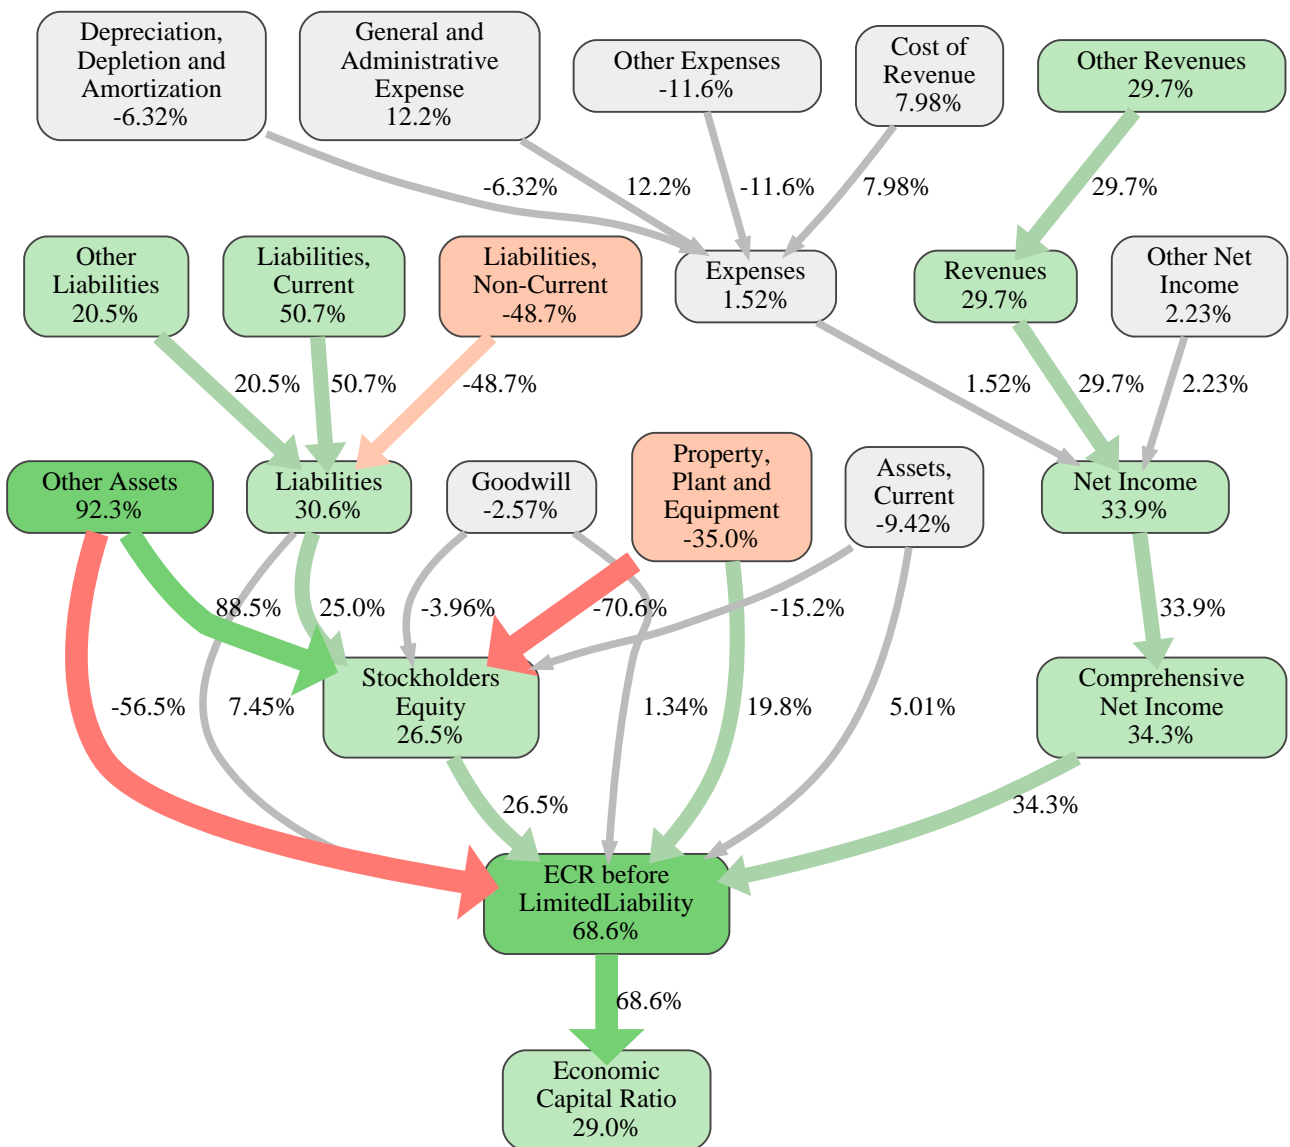 Depreciation,
Depletion and
Amortization
-6.32%
General and
Administrative
Expense
12.2%
Other Expenses
-11.6%
Cost of
Revenue
7.98%
Other Revenues
29.7%
-6.32%
12.2%
-11.6%
7.98%
29.7%
Other
Liabilities
20.5%
Liabilities,
Current
50.7%
Liabilities,
Non-Current
-48.7%
Expenses
1.52%
Revenues
29.7%
Other Net
Income
2.23%
20.5%
50.7%
-48.7%
1.52%
29.7%
2.23%
Other Assets
92.3%
Liabilities
30.6%
Goodwill
-2.57%
Property,
Plant and
Equipment
-35.0%
Assets,
Current
-9.42%
Net Income
33.9%
88.5%
25.0%
-3.96%
-70.6%
-15.2%
33.9%
Stockholders
Equity
26.5%
Comprehensive
Net Income
34.3%
-56.5%
7.45%
1.34%
19.8%
5.01%
26.5%
34.3%
ECR before
LimitedLiability
68.6%
68.6%
Economic
Capital Ratio
29.0%